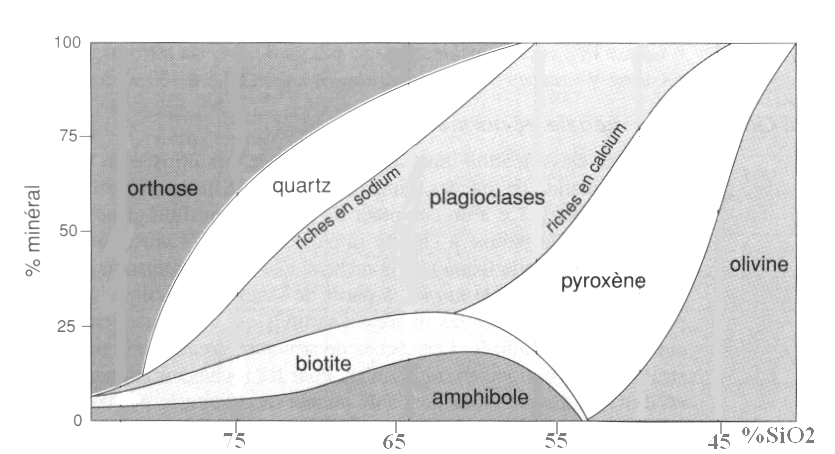 100
75
50
25
0
% minéral
orthose
quartz
riches en sodium
plagioclases
riches en calcium
pyroxène
olivine
biotite
amphibole
75
65
55
45
%SiO2